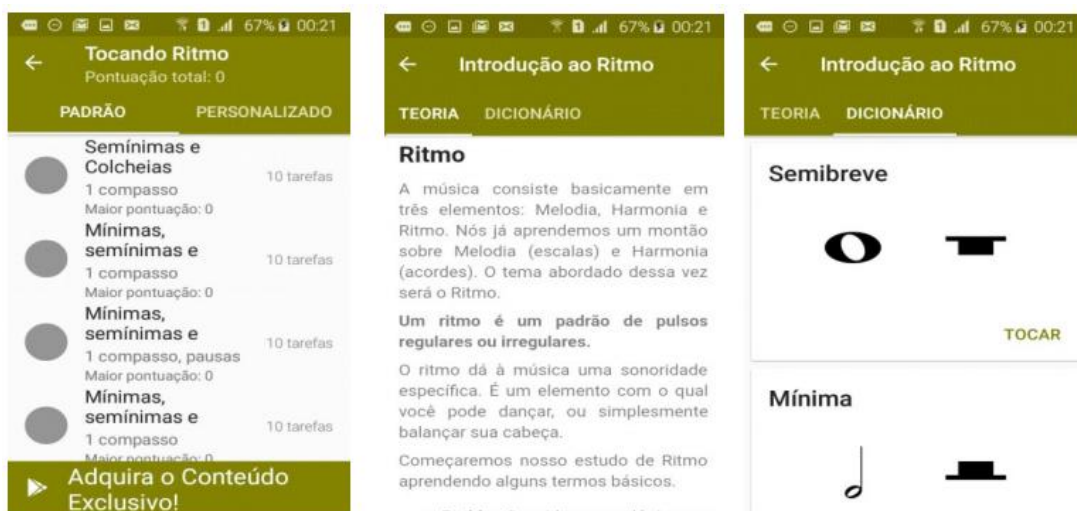 67% 00:21
Tocando Ritmo
Pontuação total: 0
PADRÃO PERSONALIZADO
Semínimas e
Colcheias
1 compasso
10 tarefas
Maior pontuação: 0
Mínimas,
semínimas e
1 compasso
10 tarefas
Maior pontuação: 0
Mínimas,
semínimas e
1 compasso, pausas
10 tarefas
Maior pontuação: 0
Mínimas,
semínimas e
1 compasso
10 tarefas
Maior pontuação: 0
Adquira o Conteúdo
Exclusivo!
67% 00:21
Introdução ao Ritmo
TEORIA DICIONÁRIO
Ritmo
A música consiste basicamente em
três elementos: Melodia, Harmonia e
Ritmo. Nós já aprendemos um montão
sobre Melodia (escalas) e Harmonia
(acordes). O tema abordado dessa vez
será o Ritmo.
Um ritmo é um padrão de pulsos
regulares ou irregulares.
O ritmo dá à música uma sonoridade
específica. É um elemento com o qual
você pode dançar, ou simplesmente
balançar sua cabeça.
Começaremos nosso estudo de Ritmo
aprendendo alguns termos básicos.
67% 00:21
Introdução ao Ritmo
TEORIA DICIONÁRIO
Semibreve
TOCAR
Mínima